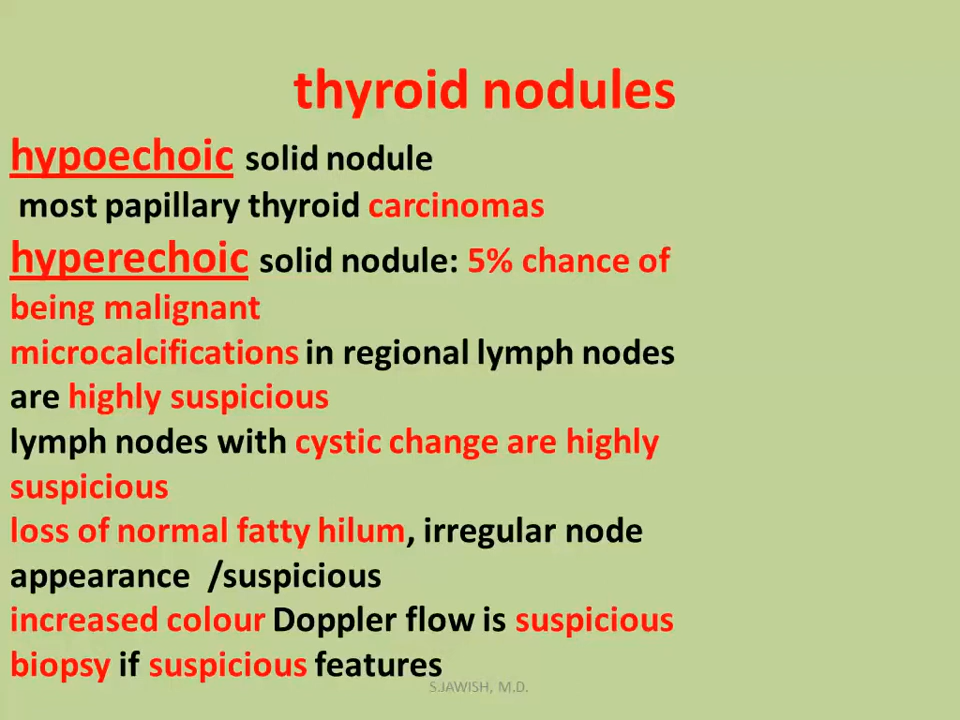 thyroid nodules
hypoechoic solid nodule
most papillary thyroid carcinomas
hyperechoic solid nodule: 5% chance of
being malignant
microcalcifications in regional lymph nodes
are highly suspicious
lymph nodes with cystic change are highly
suspicious
loss of normal fatty hilum, irregular node
appearance /suspicious
increased colour Doppler flow is suspicious
biopsy if suspicious features
S.JAWISH, M.D.